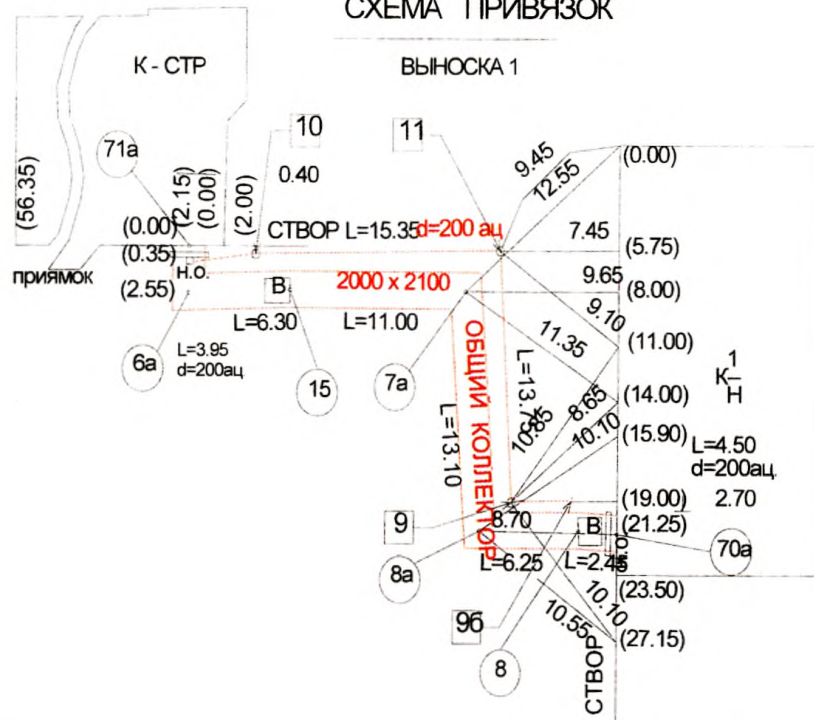 СХЕМА ПРИВЯЗОК
К - СТР
ВЫНОСКА 1
10
11
71а
0.40
9.45
12.55
(0.00)
(56.35)
(2.15)
(0.00)
(2.00)
(0.00)
СТВОР L=15.35
d=200 ац
7.45
(5.75)
(0.35)
приямок
н.о.
(2.55)
В
2000 х 2100
9.65
(8.00)
L=6.30
L=11.00
9.10
11.35
(11.00)
6а
L=3.95
d=200ац
15
7а
ОБЩИЙ КОЛЛЕКТОР
К 1/Н
(14.00)
8.65
10.85
10.10
(15.90)
L=13.10
L=4.50
d=200ац.
(19.00)
2.70
9
8.70
В
(21.25)
70а
8а
L=6.25
L=2.45
(23.50)
9б
10.10
10.55
(27.15)
8
СТВОР